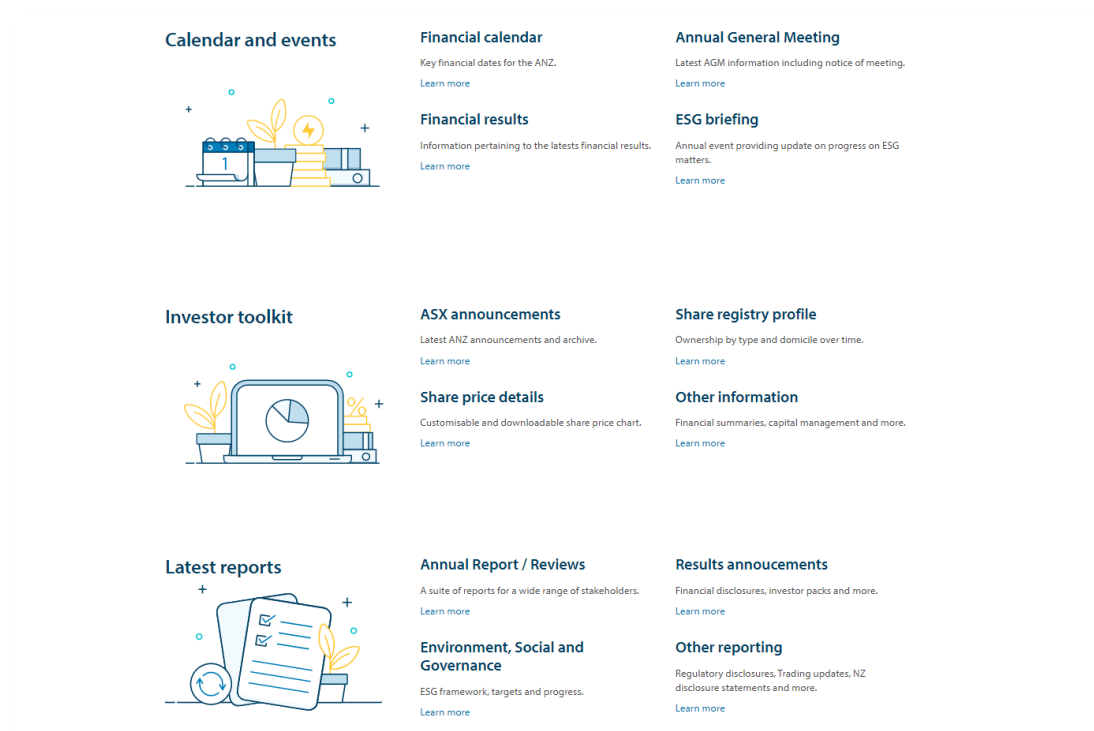 Calendar and events
Financial calendar
Key financial dates for the ANZ.
Learn more
Annual General Meeting
Latest AGM information including notice of meeting.
Learn more
Financial results
Information pertaining to the latests financial results.
Learn more
ESG briefing
Annual event providing update on progress on ESG
matters.
Learn more
1
Investor toolkit
ASX announcements
Latest ANZ announcements and archive.
Learn more
Share registry profile
Ownership by type and domicile over time.
Learn more
Share price details
Customisable and downloadable share price chart.
Learn more
Other information
Financial summaries, capital management and more.
Learn more
%
Latest reports
Annual Report / Reviews
A suite of reports for a wide range of stakeholders.
Learn more
Results annoucements
Financial disclosures, investor packs and more.
Learn more
Environment, Social and
Governance
ESG framework, targets and progress.
Learn more
Other reporting
Regulatory disclosures, Trading updates, NZ
disclosure statements and more.
Learn more